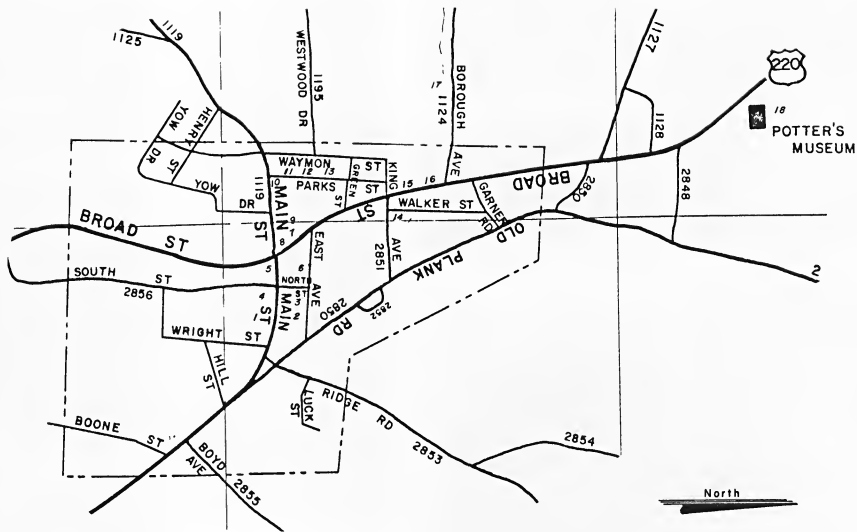 1119
1125
WESTWOOD DR
1195
BOROUGH AVE
17
1124
1127
220
18
POTTER'S
MUSEUM
1128
YOW DR
HENRY ST
WAYMON ST
11 12 13
GREEN ST
KING AVE
15 16
PARKS ST
10
YOW DR
1119
MAIN ST
BROAD ST
GARNER RD
2850
2848
WALKER ST
14
9
7
8
BROAD ST
OLD PLANK RD
EAST AVE
2851
5
6
SOUTH ST
2856
NORTH ST
4
3
2
1
MAIN ST
2850
2852
2
WRIGHT ST
HILL ST
LUCK ST
RIDGE RD
2853
2854
BOONE ST
BOYD AVE
2855
North